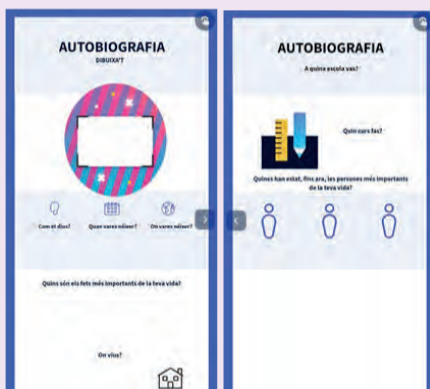 AUTOBIOGRAFIA
DIBUIXA'T
Com et dius?
Quan vares néixer?
On vares néixer?
Quins són els fets més importants de la teva vida?
On vius?
AUTOBIOGRAFIA
A quina escola vas?
Quin curs fas?
Quines han estat, fins ara, les persones més importants
de la teva vida?